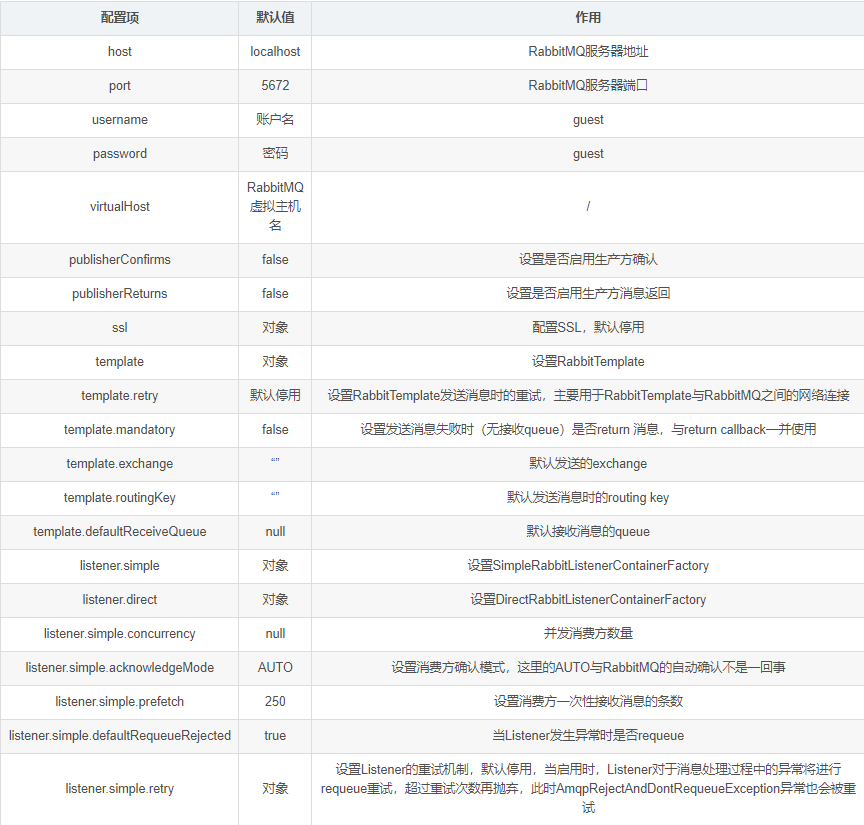 配置项 默认值 作用
host localhost RabbitMQ服务器地址
port 5672 RabbitMQ服务器端口
username 账户名 guest
password 密码 guest
virtualHost RabbitMQ虚拟主机名 /
publisherConfirms false 设置是否启用生产方确认
publisherReturns false 设置是否启用生产方消息返回
ssl 对象 配置SSL，默认停用
template 对象 设置RabbitTemplate
template.retry 默认停用 设置RabbitTemplate发送消息时的重试，主要用于RabbitTemplate与RabbitMQ之间的网络连接
template.mandatory false 设置发送消息失败时（无接收queue）是否return 消息，与return callback一并使用
template.exchange “” 默认发送的exchange
template.routingKey “” 默认发送消息时的routing key
template.defaultReceiveQueue null 默认接收消息的queue
listener.simple 对象 设置SimpleRabbitListenerContainerFactory
listener.direct 对象 设置DirectRabbitListenerContainerFactory
listener.simple.concurrency null 并发消费方数量
listener.simple.acknowledgeMode AUTO 设置消费方确认模式，这里的AUTO与RabbitMQ的自动确认不是一回事
listener.simple.prefetch 250 设置消费方一次性接收消息的条数
listener.simple.defaultRequeueRejected true 当Listener发生异常时是否requeue
listener.simple.retry 对象 设置Listener的重试机制，默认停用，当启用时，Listener对于消息处理过程中的异常将进行
requeue重试，超过重试次数再抛弃，此时AmqpRejectAndDontRequeueException异常也会被重
试